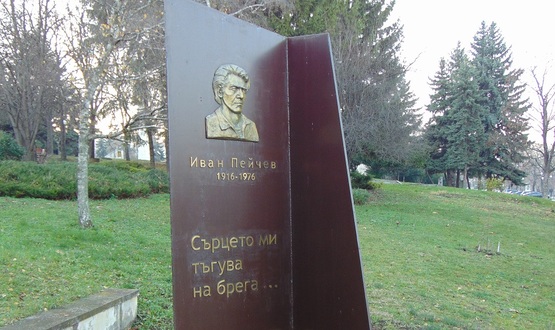 Иван Пейчев
1916-1976
Сърцето ми
тъгува
на брега...